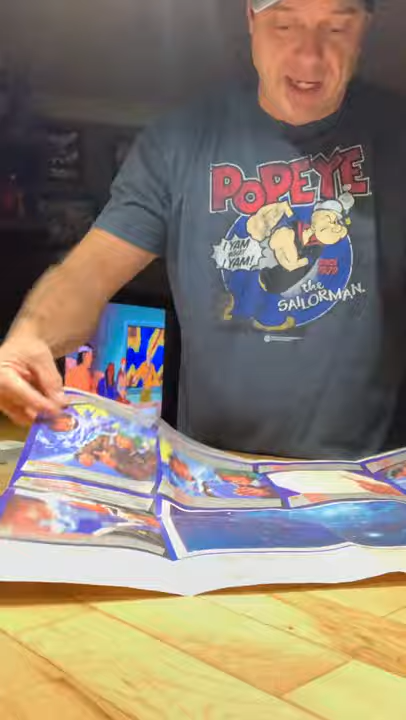 POPEYE
I YAM
WHAT
I YAM!
SINCE
1929
the
SAILORMAN.